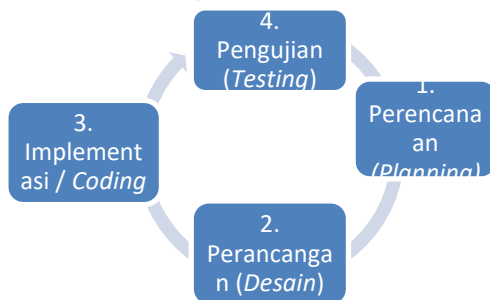 4.
Pengujian
(Testing)
1.
Perencana
an
(Planning)
2.
Perancanga
n (Desain)
3.
Implement
asi / Coding